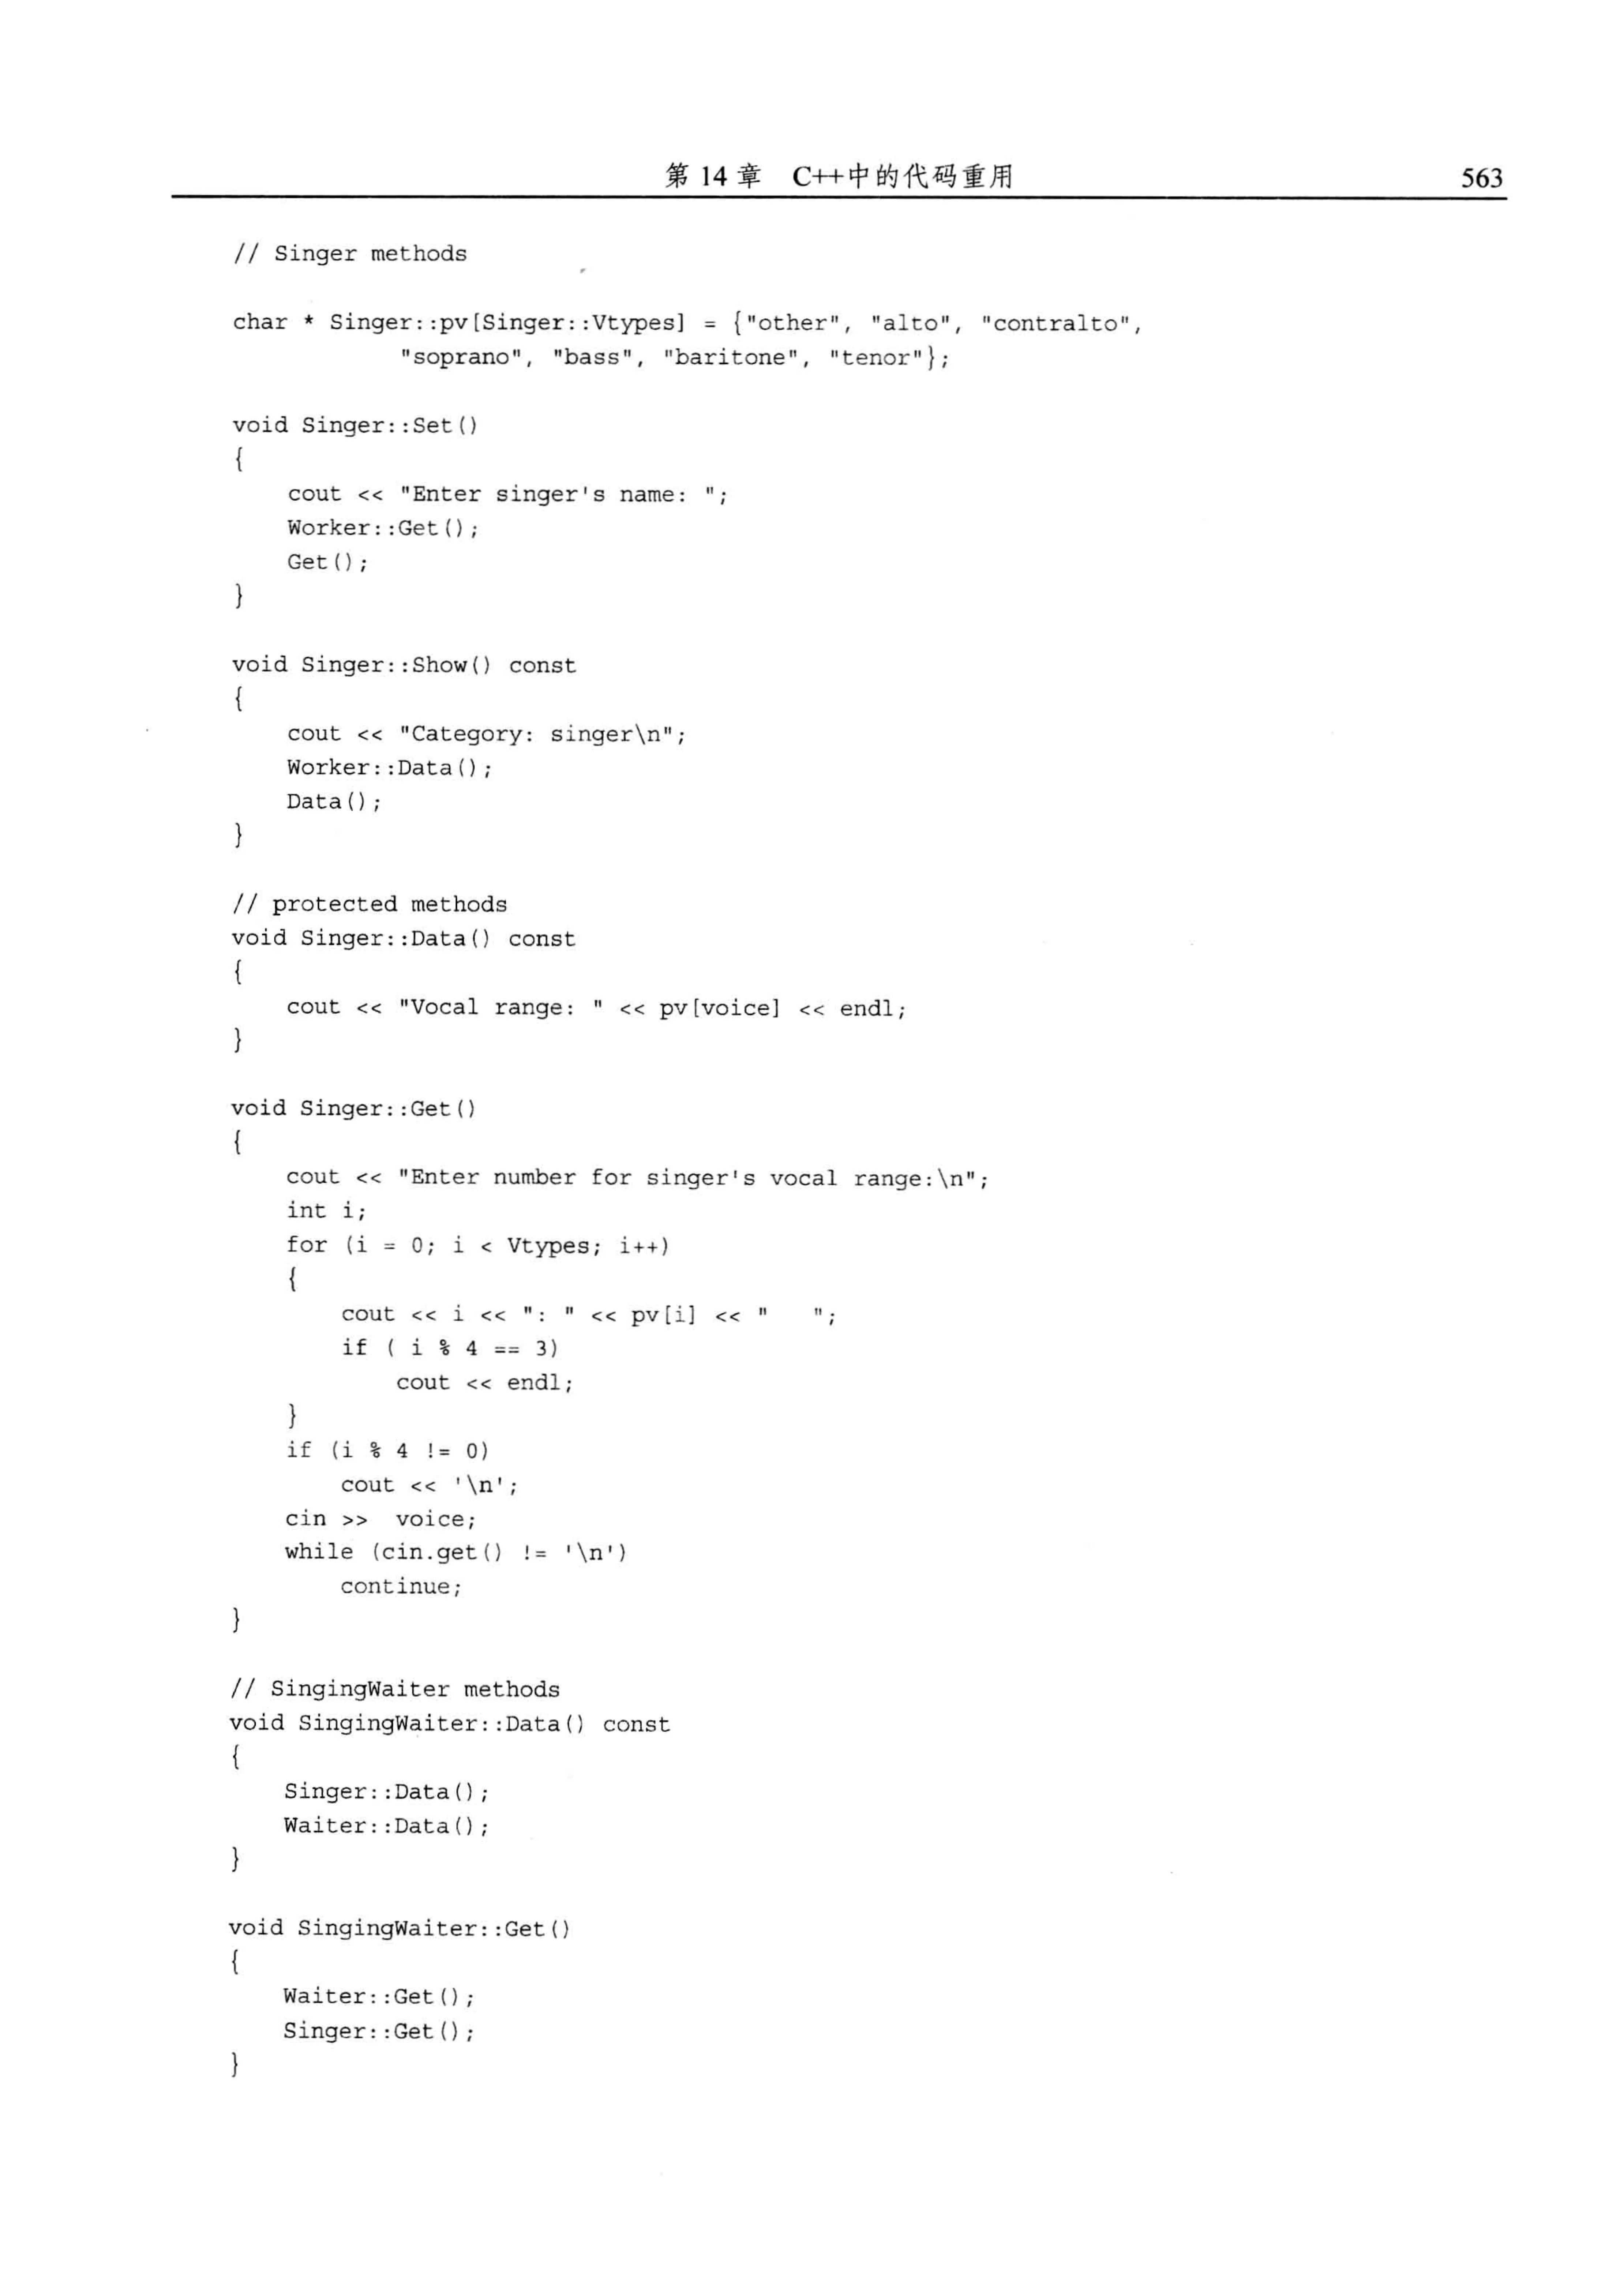 第 14 章 C++中的代码重用 563
// Singer methods
char * Singer::pv[Singer::Vtypes] = {"other", "alto", "contralto",
            "soprano", "bass", "baritone", "tenor"};
void Singer::Set()
{
    cout << "Enter singer's name: ";
    Worker::Get();
    Get();
}
void Singer::Show() const
{
    cout << "Category: singer\n";
    Worker::Data();
    Data();
}
// protected methods
void Singer::Data() const
{
    cout << "Vocal range: " << pv[voice] << endl;
}
void Singer::Get()
{
    cout << "Enter number for singer's vocal range:\n";
    int i;
    for (i = 0; i < Vtypes; i++)
    {
        cout << i << ": " << pv[i] << "   ";
        if ( i % 4 == 3)
            cout << endl;
    }
    if (i % 4 != 0)
        cout << '\n';
    cin >>  voice;
    while (cin.get() != '\n')
        continue;
}
// SingingWaiter methods
void SingingWaiter::Data() const
{
    Singer::Data();
    Waiter::Data();
}
void SingingWaiter::Get()
{
    Waiter::Get();
    Singer::Get();
}